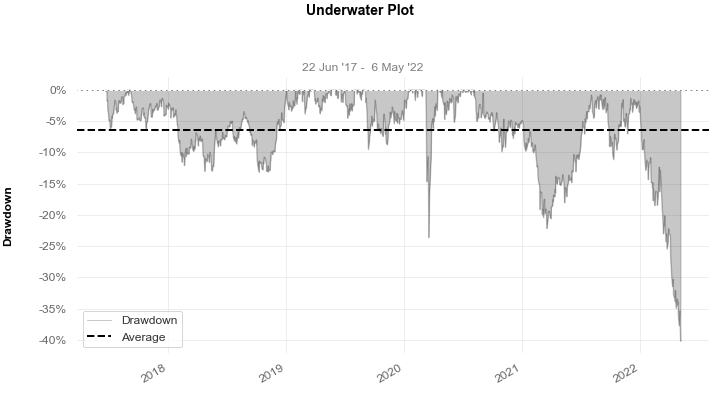 Underwater Plot
22 Jun '17 -  6 May '22
0%
-5%
-10%
-15%
-20%
-25%
-30%
-35%
-40%
Drawdown
Drawdown
Average
2018
2019
2020
2021
2022